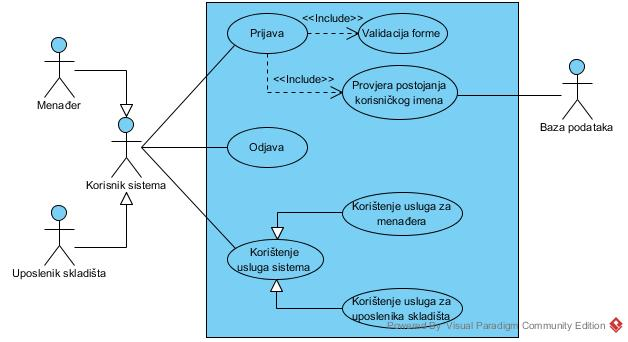 <<Include>>
Prijava
Validacija forme
<<Include>>
Provjera postojanja
korisničkog imena
Menađer
Baza podataka
Odjava
Korisnik sistema
Korištenje usluga za
menađera
Korištenje
usluga sistema
Uposlenik skladišta
Korištenje usluga za
uposlenika skladišta
Powered By Visual Paradigm Community Edition